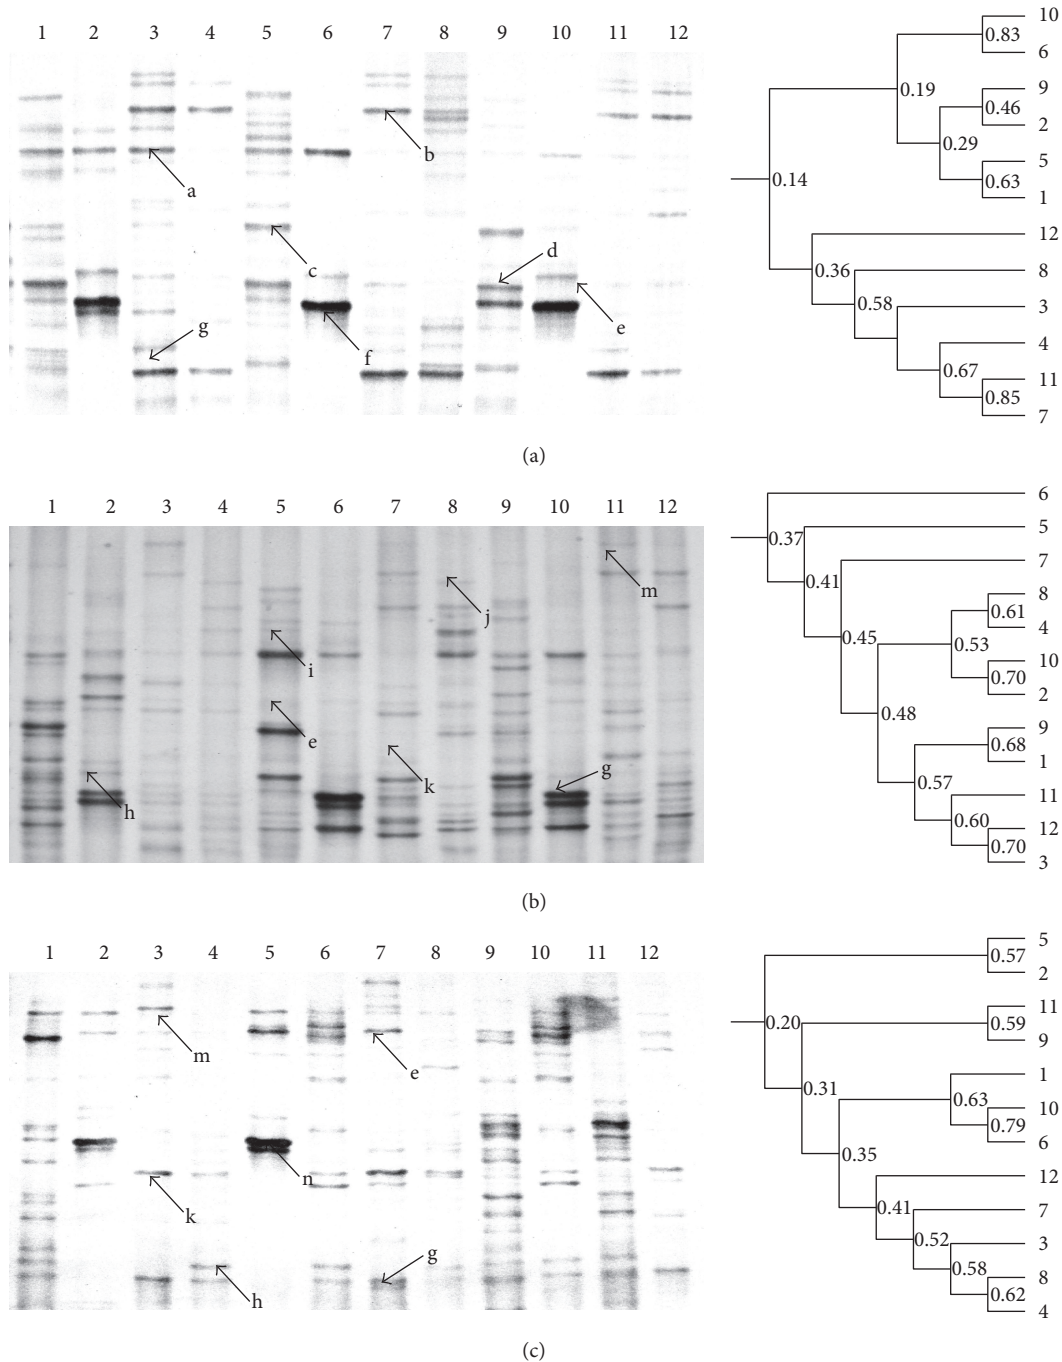 1 2 3 4 5 6 7 8 9 10 11 12
a
b
c
d
e
g
f
10
0.83
6
0.19
9
0.46
2
0.29
5
0.14
0.63
1
12
0.36
8
0.58
3
4
0.67
11
0.85
7
(a)
1 2 3 4 5 6 7 8 9 10 11 12
m
j
i
e
g
k
h
6
0.37
5
0.41
7
8
0.61
4
0.45
0.53
10
0.70
2
0.48
9
0.68
1
0.57
11
0.60
12
0.70
3
(b)
1 2 3 4 5 6 7 8 9 10 11 12
m
e
n
k
g
h
5
0.57
2
11
0.20
0.59
9
1
0.31
0.63
10
0.79
6
0.35
12
0.41
7
0.52
3
0.58
8
0.62
4
(c)